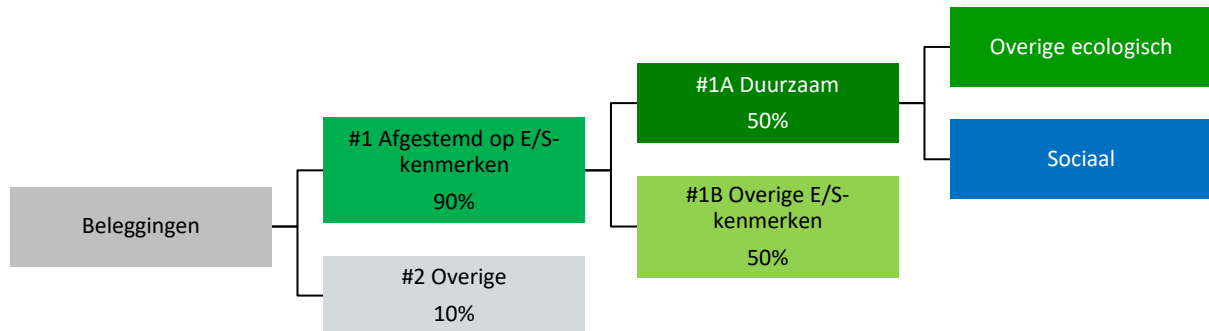 Beleggingen
#1 Afgestemd op E/S-
kenmerken
90%
#2 Overige
10%
#1A Duurzaam
50%
#1B Overige E/S-
kenmerken
50%
Overige ecologisch
Sociaal